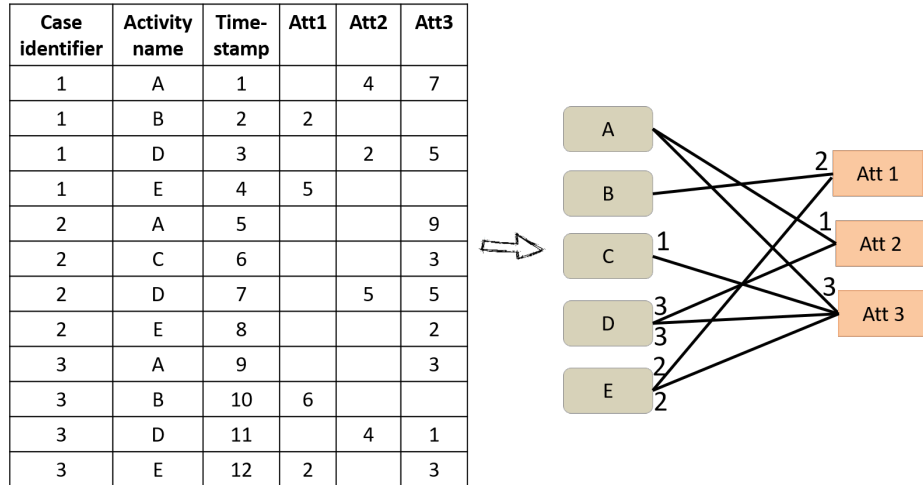 Case identifier Activity name Time-stamp Att1 Att2 Att3
1 A 1 4 7
1 B 2 2
1 D 3 2 5
1 E 4 5
2 A 5 9
2 C 6 3
2 D 7 5 5
2 E 8 2
3 A 9 3
3 B 10 6
3 D 11 4 1
3 E 12 2 3
A
B
C
D
E
1
3
3
2
2
2
1
3
Att 1
Att 2
Att 3